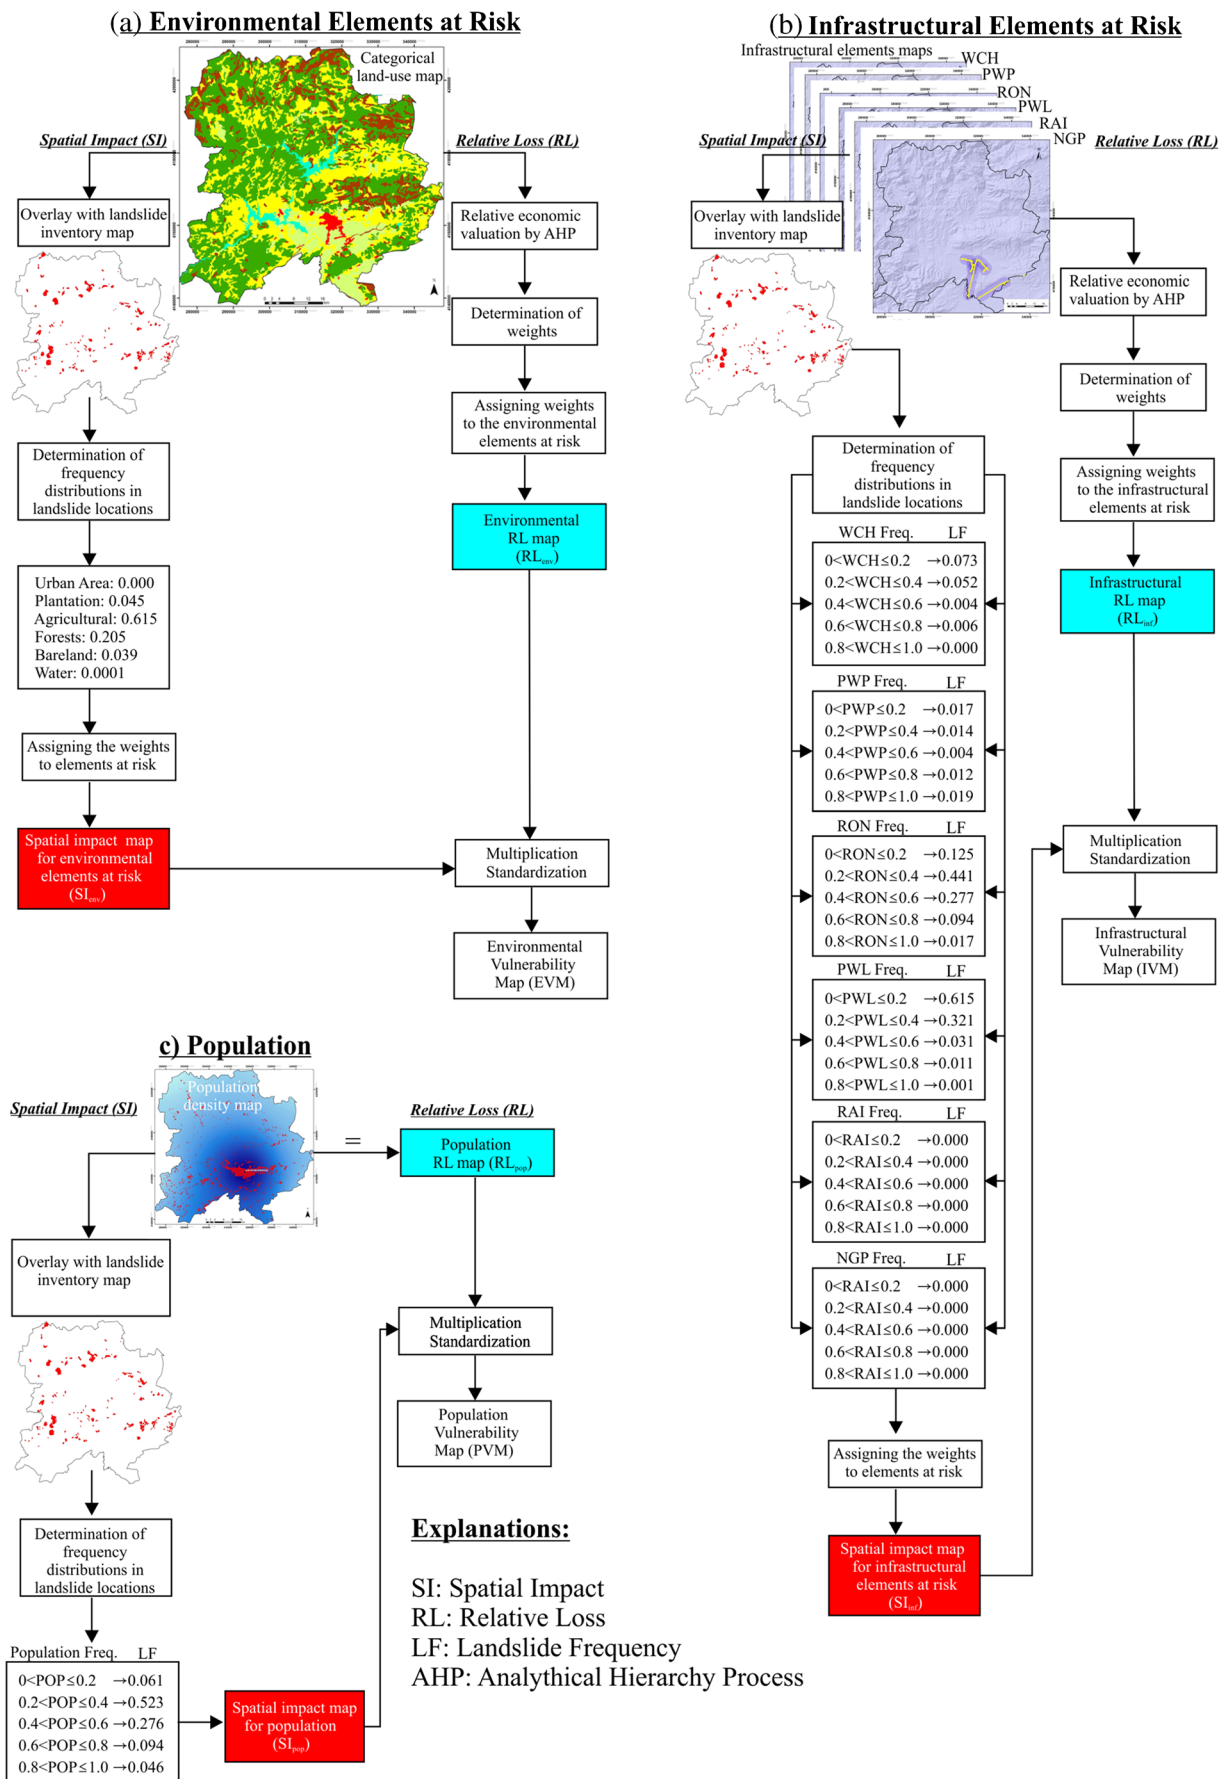 (a) Environmental Elements at Risk
Categorical
land-use map
Spatial Impact (SI)
Relative Loss (RL)
Overlay with landslide
inventory map
Relative economic
valuation by AHP
Determination of
weights
Assigning weights
to the environmental
elements at risk
Environmental
RL map
(RLenv)
Determination of
frequency
distributions in
landslide locations
Urban Area: 0.000
Plantation: 0.045
Agricultural: 0.615
Forests: 0.205
Bareland: 0.039
Water: 0.0001
Assigning the weights
to elements at risk
Spatial impact map
for environmental
elements at risk
(SIenv)
Multiplication
Standardization
Environmental
Vulnerability
Map (EVM)
(b) Infrastructural Elements at Risk
Infrastructural elements maps
WCH
PWP
RON
PWL
RAI
NGP
Spatial Impact (SI)
Relative Loss (RL)
Overlay with landslide
inventory map
Relative economic
valuation by AHP
Determination of
weights
Assigning weights
to the infrastructural
elements at risk
Infrastructural
RL map
(RLinf)
Determination of
frequency
distributions in
landslide locations
WCH Freq. LF
0<WCH≤0.2 →0.073
0.2<WCH≤0.4→0.052
0.4<WCH≤0.6→0.004
0.6<WCH≤0.8→0.006
0.8<WCH≤1.0→0.000
PWP Freq. LF
0<PWP≤0.2 →0.017
0.2<PWP≤0.4→0.014
0.4<PWP≤0.6→0.004
0.6<PWP≤0.8→0.012
0.8<PWP≤1.0→0.019
RON Freq. LF
0<RON≤0.2 →0.125
0.2<RON≤0.4→0.441
0.4<RON≤0.6→0.277
0.6<RON≤0.8→0.094
0.8<RON≤1.0→0.017
PWL Freq. LF
0<PWL≤0.2 →0.615
0.2<PWL≤0.4→0.321
0.4<PWL≤0.6→0.031
0.6<PWL≤0.8→0.011
0.8<PWL≤1.0→0.001
RAI Freq. LF
0<RAI≤0.2 →0.000
0.2<RAI≤0.4→0.000
0.4<RAI≤0.6→0.000
0.6<RAI≤0.8→0.000
0.8<RAI≤1.0→0.000
NGP Freq. LF
0<RAI≤0.2 →0.000
0.2<RAI≤0.4→0.000
0.4<RAI≤0.6→0.000
0.6<RAI≤0.8→0.000
0.8<RAI≤1.0→0.000
Assigning the weights
to elements at risk
Spatial impact map
for infrastructural
elements at risk
(SIinf)
Multiplication
Standardization
Infrastructural
Vulnerability
Map (IVM)
c) Population
Population
density map
Spatial Impact (SI)
Relative Loss (RL)
=
Population
RL map (RLpop)
Overlay with landslide
inventory map
Multiplication
Standardization
Population
Vulnerability
Map (PVM)
Determination of
frequency
distributions in
landslide locations
Population Freq. LF
0<POP≤0.2 →0.061
0.2<POP≤0.4→0.523
0.4<POP≤0.6→0.276
0.6<POP≤0.8→0.094
0.8<POP≤1.0→0.046
Spatial impact map
for population
(SIpop)
Explanations:
SI: Spatial Impact
RL: Relative Loss
LF: Landslide Frequency
AHP: Analytical Hierarchy Process